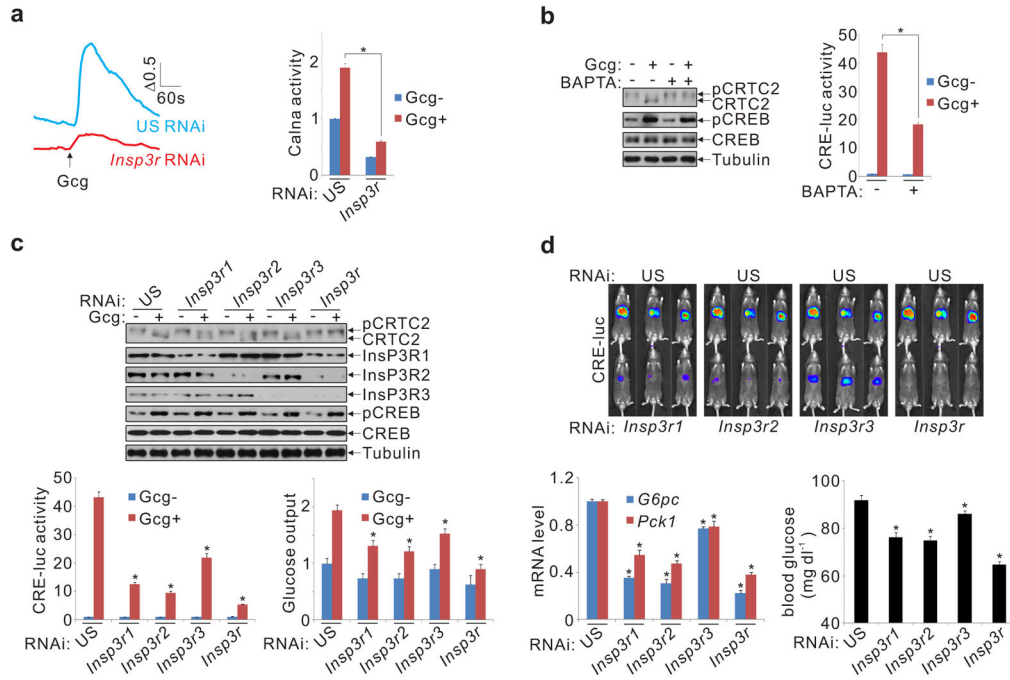 a
Δ0.5
60s
US RNAi
Insp3r RNAi
Gcg
Calna activity
2
1
0
*
Gcg-
Gcg+
RNAi:
US
Insp3r
b
Gcg: - + - +
BAPTA: - - + +
pCRTC2
CRTC2
pCREB
CREB
Tubulin
CRE-luc activity
50
40
30
20
10
0
*
Gcg-
Gcg+
BAPTA: - +
c
RNAi: US Insp3r1 Insp3r2 Insp3r3 Insp3r
Gcg: - + - + - + - + - +
pCRTC2
CRTC2
InsP3R1
InsP3R2
InsP3R3
pCREB
CREB
Tubulin
CRE-luc activity
50
40
30
20
10
0
Gcg-
Gcg+
* * * *
RNAi: US Insp3r1 Insp3r2 Insp3r3 Insp3r
Glucose output
3
2
1
0
Gcg-
Gcg+
* * * *
RNAi: US Insp3r1 Insp3r2 Insp3r3 Insp3r
d
RNAi: US US US US
CRE-luc
RNAi: Insp3r1 Insp3r2 Insp3r3 Insp3r
mRNA level
1.2
0.8
0.4
0
G6pc
Pck1
* * * * * * * *
RNAi: US Insp3r1 Insp3r2 Insp3r3 Insp3r
blood glucose
(mg dl-1)
100
80
60
40
* * * *
RNAi: US Insp3r1 Insp3r2 Insp3r3 Insp3r